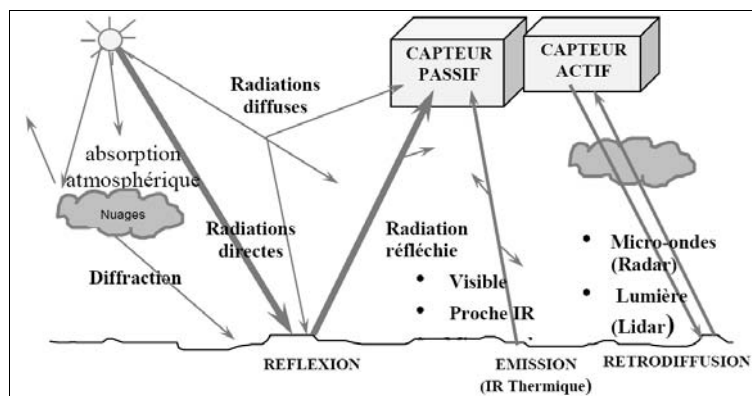 CAPTEUR
PASSIF
CAPTEUR
ACTIF
Radiations
diffuses
absorption
atmosphérique
Nuages
Radiations
directes
Diffraction
Radiation
réfléchie
• Visible
• Proche IR
• Micro-ondes
(Radar)
• Lumière
(Lidar)
REFLEXION
EMISSION
(IR Thermique)
RETRODIFFUSION